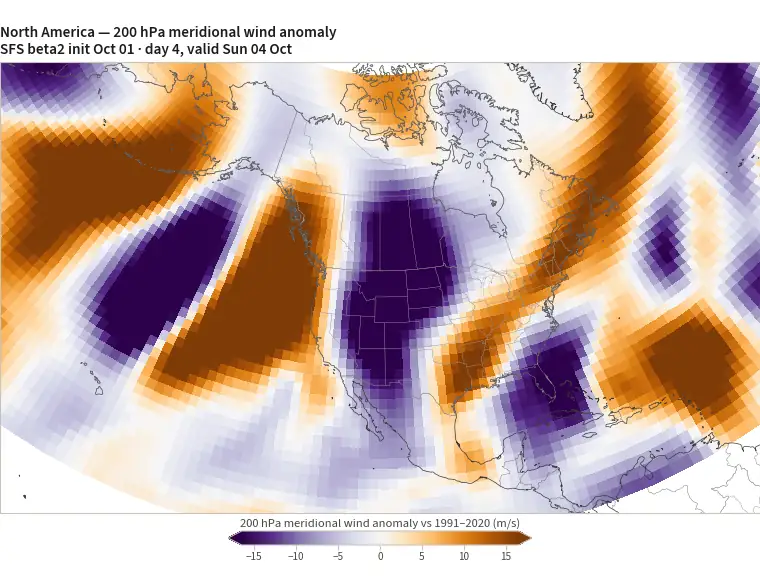 North America — 200 hPa meridional wind anomaly
SFS beta2 init Oct 01 · day 4, valid Sun 04 Oct
200 hPa meridional wind anomaly vs 1991–2020 (m/s)
−15 −10 −5 0 5 10 15